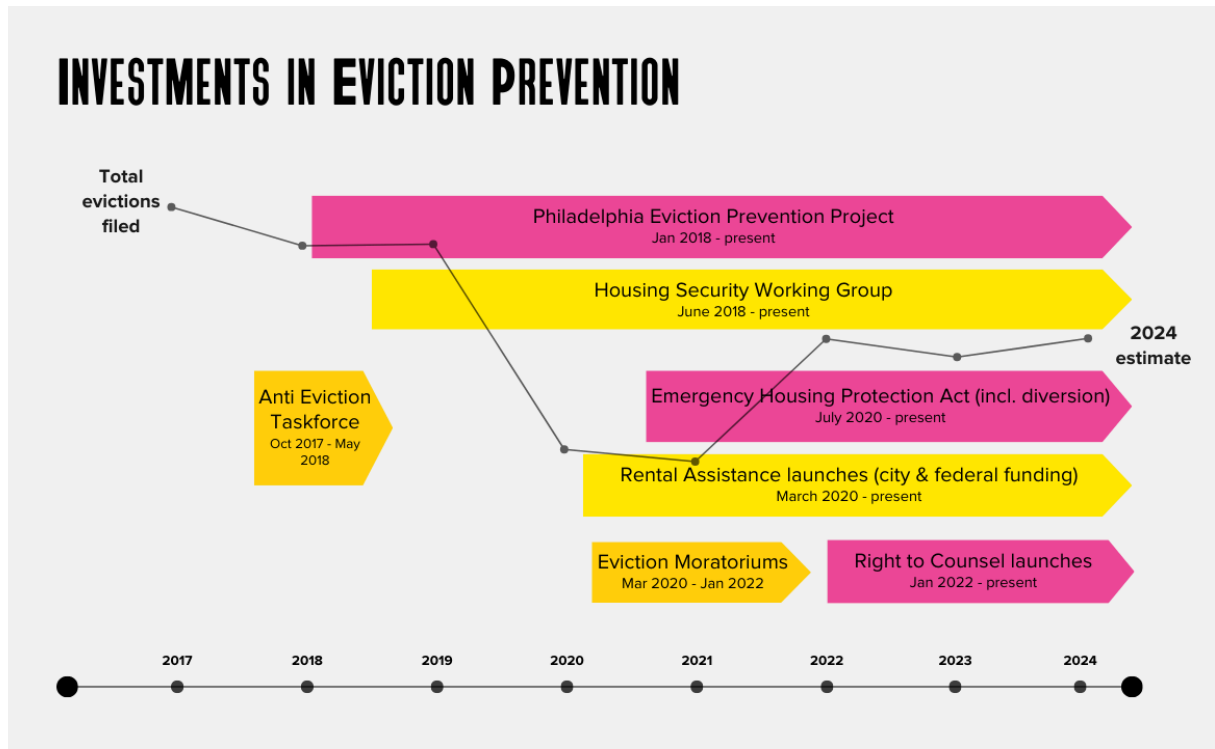 INVESTMENTS IN EVICTION PREVENTION
Total
evictions
filed
Philadelphia Eviction Prevention Project
Jan 2018 - present
Housing Security Working Group
June 2018 - present
2024
estimate
Anti Eviction
Taskforce
Oct 2017 - May
2018
Emergency Housing Protection Act (incl. diversion)
July 2020 - present
Rental Assistance launches (city & federal funding)
March 2020 - present
Eviction Moratoriums
Mar 2020 - Jan 2022
Right to Counsel launches
Jan 2022 - present
2017 2018 2019 2020 2021 2022 2023 2024